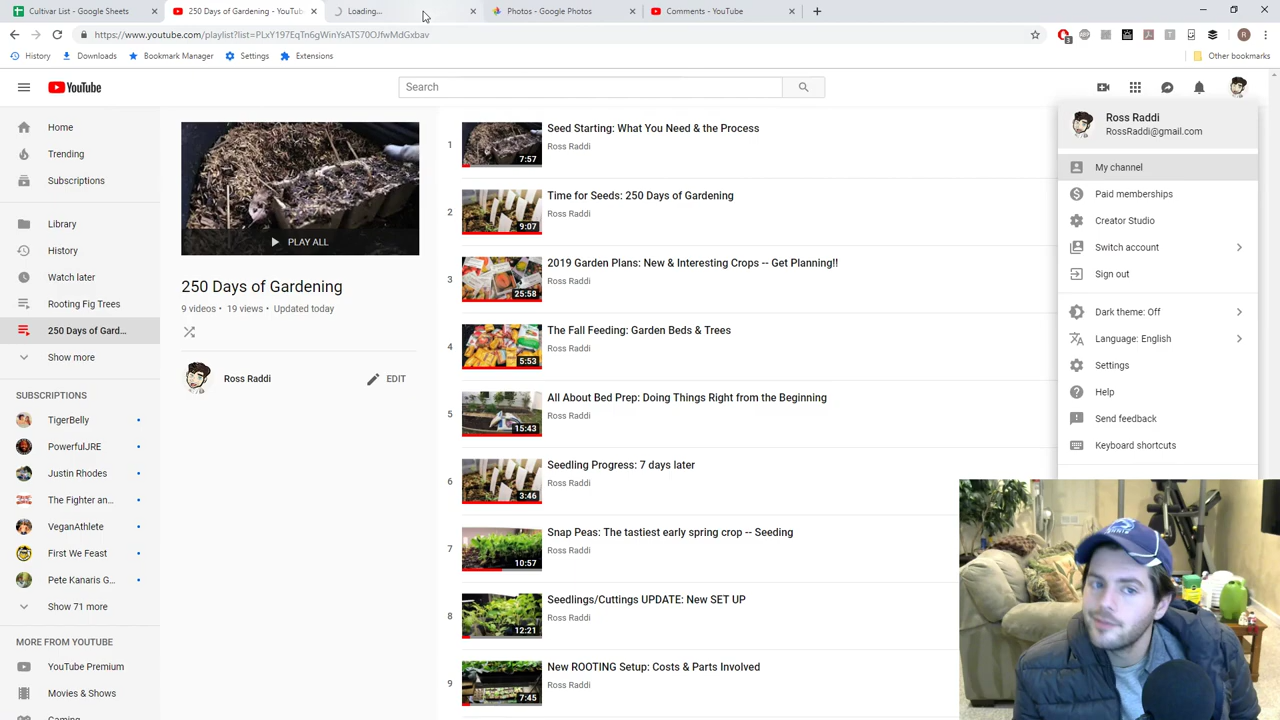 Cultivar List - Google Sheets
250 Days of Gardening - YouTub
Loading...
Photos - Google Photos
Comments - YouTube
https://www.youtube.com/playlist?list=PLxY197EqTn6gWinYsATS70OJfwMdGxbav
3
R
History
Downloads
Bookmark Manager
Settings
Extensions
Other bookmarks
YouTube
Search
Home
Trending
Subscriptions
Library
History
Watch later
Rooting Fig Trees
250 Days of Gard...
Show more
SUBSCRIPTIONS
TigerBelly
PowerfulJRE
Justin Rhodes
The Fighter an...
VeganAthlete
First We Feast
Pete Kanaris G...
Show 71 more
MORE FROM YOUTUBE
YouTube Premium
Movies & Shows
Gaming
PLAY ALL
250 Days of Gardening
9 videos • 19 views • Updated today
Ross Raddi
EDIT
1
7:57
Seed Starting: What You Need & the Process
Ross Raddi
2
9:07
Time for Seeds: 250 Days of Gardening
Ross Raddi
3
25:58
2019 Garden Plans: New & Interesting Crops -- Get Planning!!
Ross Raddi
4
5:53
The Fall Feeding: Garden Beds & Trees
Ross Raddi
5
15:43
All About Bed Prep: Doing Things Right from the Beginning
Ross Raddi
6
3:46
Seedling Progress: 7 days later
Ross Raddi
7
10:57
Snap Peas: The tastiest early spring crop -- Seeding
Ross Raddi
8
12:21
Seedlings/Cuttings UPDATE: New SET UP
Ross Raddi
9
7:45
New ROOTING Setup: Costs & Parts Involved
Ross Raddi
Ross Raddi
RossRaddi@gmail.com
My channel
Paid memberships
Creator Studio
Switch account
Sign out
Dark theme: Off
Language: English
Settings
Help
Send feedback
Keyboard shortcuts